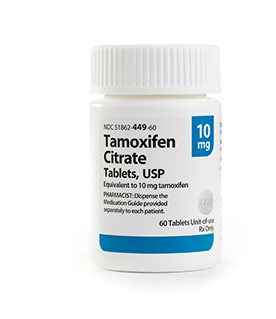 NDC 51862-449-60
Tamoxifen
Citrate
Tablets, USP
10
mg
Equivalent to 10 mg tamoxifen
PHARMACIST: Dispense the
Medication Guide provided
separately to each patient.
60 Tablets Unit-of-use
Rx Only